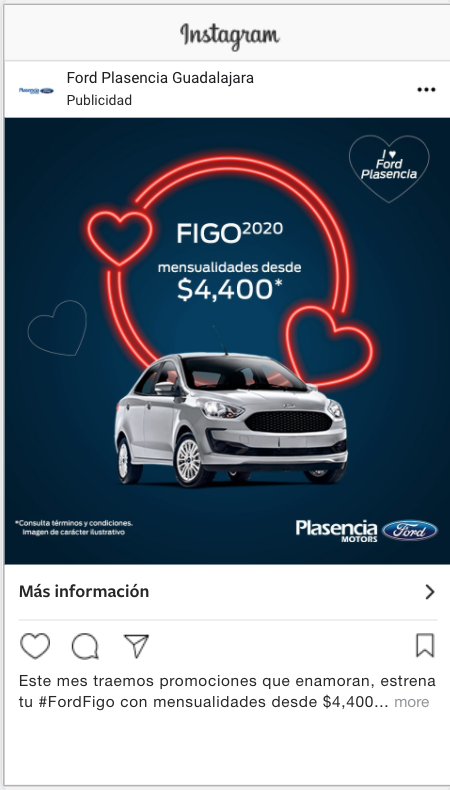 Instagram
Plasencia Ford
Ford Plasencia Guadalajara
Publicidad
I ♥
Ford
Plasencia
FIGO2020
mensualidades desde
$4,400*
*Consulta términos y condiciones.
Imagen de carácter ilustrativo
Plasencia
MOTORS
Ford
Más información
Este mes traemos promociones que enamoran, estrena
tu #FordFigo con mensualidades desde $4,400... more